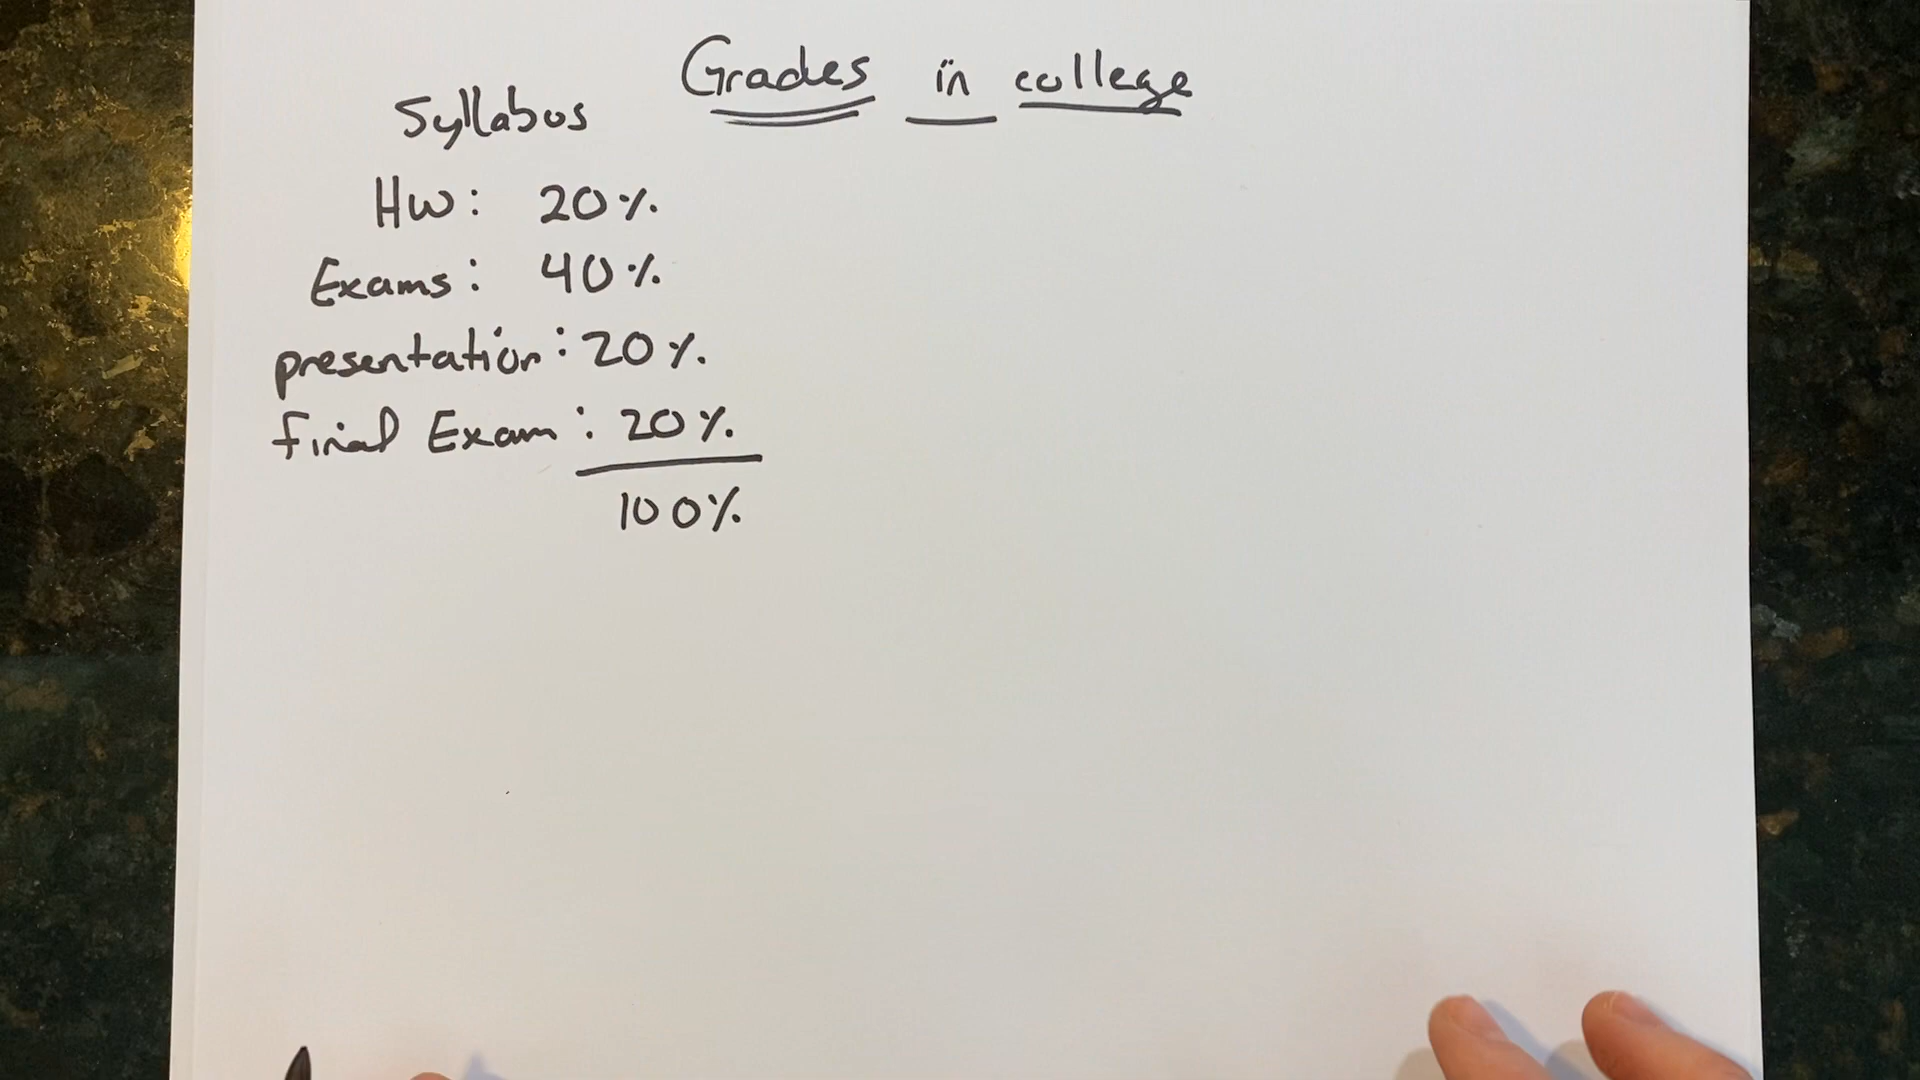 Grades in college
Syllabus
HW: 20%
Exams: 40%
presentation: 20%
final Exam: 20%
100%